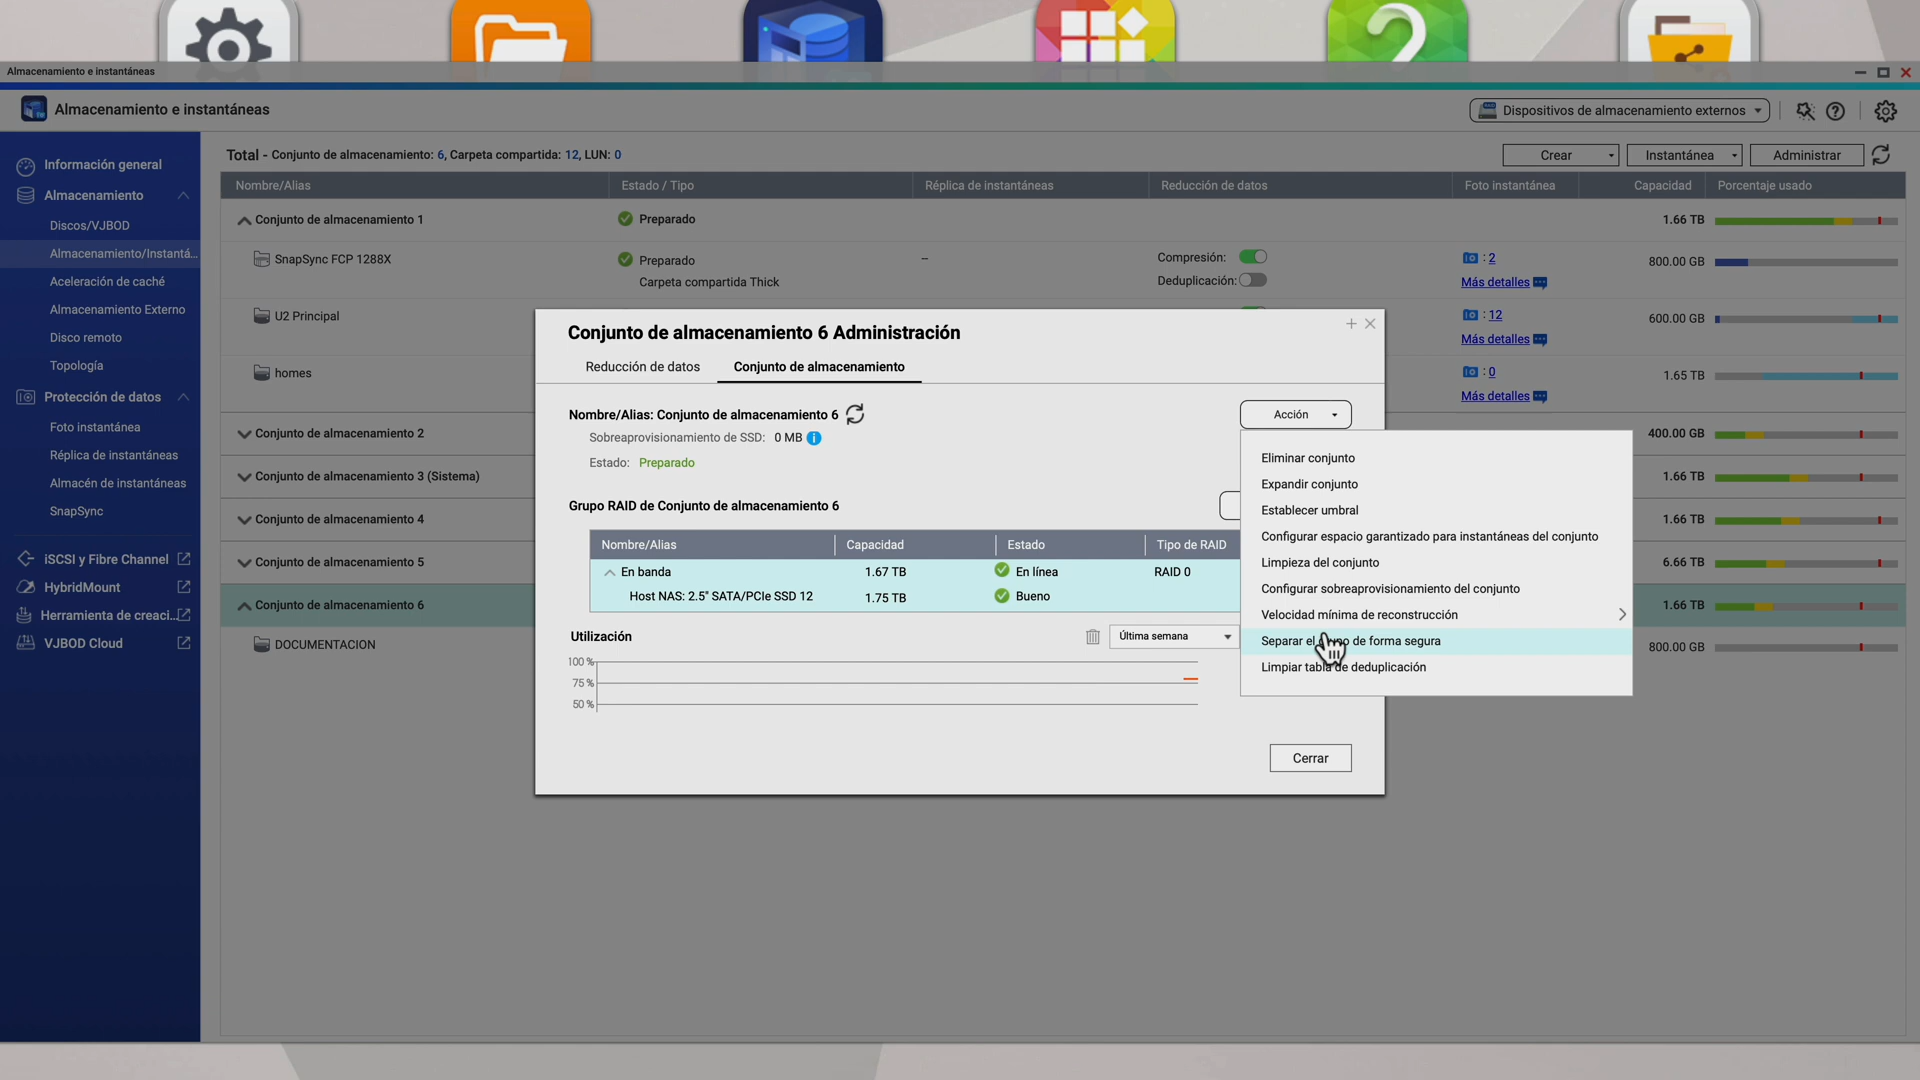 Almacenamiento e instantáneas
Almacenamiento e instantáneas
Dispositivos de almacenamiento externos
Información general
Almacenamiento
Discos/VJBOD
Almacenamiento/Instantá...
Aceleración de caché
Almacenamiento Externo
Disco remoto
Topología
Protección de datos
Foto instantánea
Réplica de instantáneas
Almacén de instantáneas
SnapSync
iSCSI y Fibre Channel
HybridMount
Herramienta de creaci...
VJBOD Cloud
Total - Conjunto de almacenamiento: 6, Carpeta compartida: 12, LUN: 0
Crear
Instantánea
Administrar
Nombre/Alias
Estado / Tipo
Réplica de instantáneas
Reducción de datos
Foto instantánea
Capacidad
Porcentaje usado
Conjunto de almacenamiento 1
Preparado
1.66 TB
SnapSync FCP 1288X
Preparado
Carpeta compartida Thick
--
Compresión:
Deduplicación:
: 2
Más detalles
800.00 GB
U2 Principal
: 12
Más detalles
600.00 GB
homes
: 0
Más detalles
1.65 TB
Conjunto de almacenamiento 2
400.00 GB
Conjunto de almacenamiento 3 (Sistema)
1.66 TB
Conjunto de almacenamiento 4
1.66 TB
Conjunto de almacenamiento 5
6.66 TB
Conjunto de almacenamiento 6
1.66 TB
DOCUMENTACION
800.00 GB
Conjunto de almacenamiento 6 Administración
Reducción de datos
Conjunto de almacenamiento
Nombre/Alias: Conjunto de almacenamiento 6
Sobreaprovisionamiento de SSD: 0 MB
Estado: Preparado
Acción
Grupo RAID de Conjunto de almacenamiento 6
Nombre/Alias
Capacidad
Estado
Tipo de RAID
En banda
1.67 TB
En línea
RAID 0
Host NAS: 2.5" SATA/PCIe SSD 12
1.75 TB
Bueno
Utilización
Última semana
100 %
75 %
50 %
Cerrar
Eliminar conjunto
Expandir conjunto
Establecer umbral
Configurar espacio garantizado para instantáneas del conjunto
Limpieza del conjunto
Configurar sobreaprovisionamiento del conjunto
Velocidad mínima de reconstrucción
Separar el de forma segura
Limpiar tabla de deduplicación